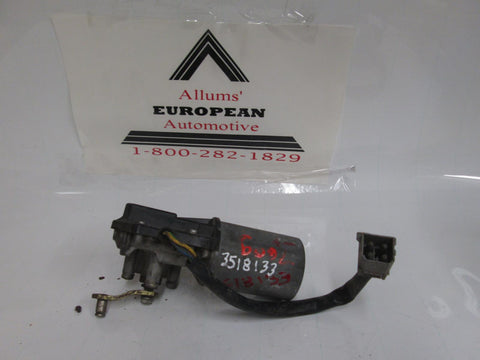 Allums'
EUROPEAN
Automotive
1-800-282-1829
3518133